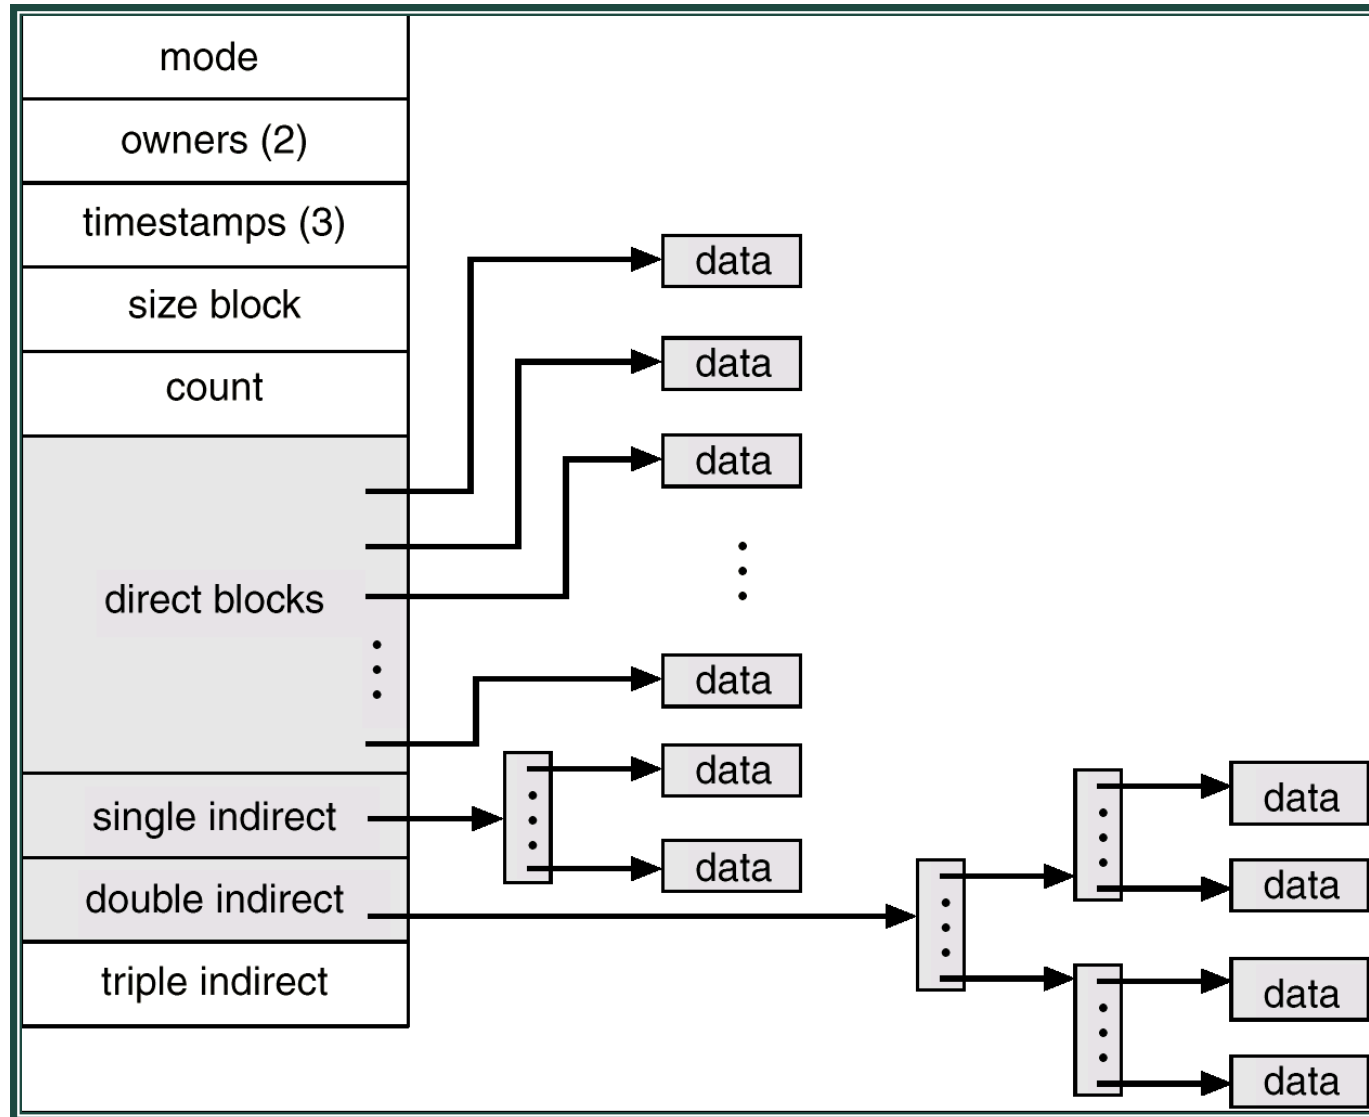 mode
owners (2)
timestamps (3)
size block
count
direct blocks
single indirect
double indirect
triple indirect
data
data
data
data
data
data
data
data
data
data